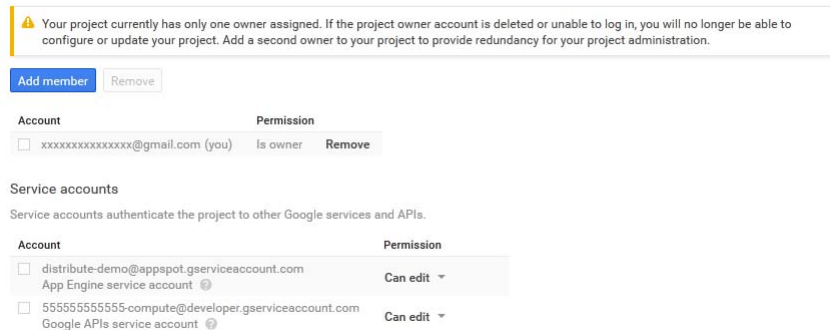 Your project currently has only one owner assigned. If the project owner account is deleted or unable to log in, you will no longer be able to
configure or update your project. Add a second owner to your project to provide redundancy for your project administration.
Add member Remove
Account Permission
xxxxxxxxxxxxxxx@gmail.com (you) Is owner Remove
Service accounts
Service accounts authenticate the project to other Google services and APIs.
Account Permission
distribute-demo@appspot.gserviceaccount.com
App Engine service account
Can edit
555555555555-compute@developer.gserviceaccount.com
Google APIs service account
Can edit